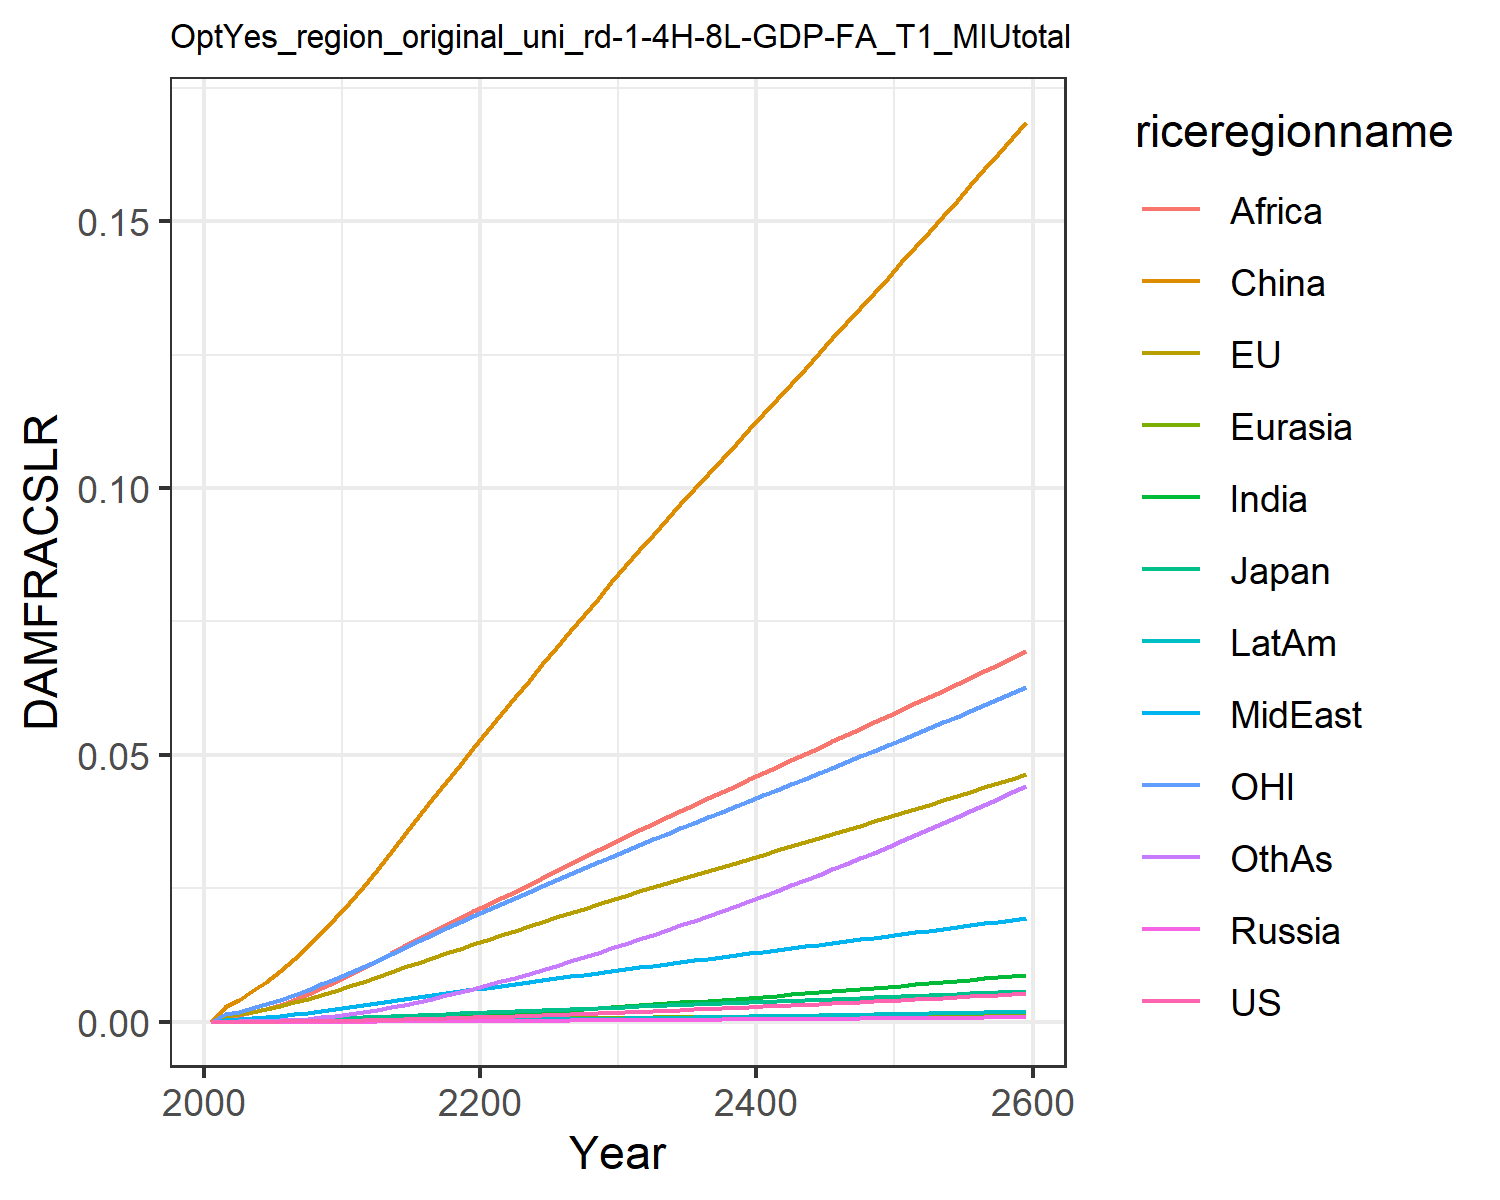 OptYes_region_original_uni_rd-1-4H-8L-GDP-FA_T1_MIUtotal
DAMFRACSLR
0.15
0.10
0.05
0.00
2000 2200 2400 2600
Year
riceregionname
Africa
China
EU
Eurasia
India
Japan
LatAm
MidEast
OHI
OthAs
Russia
US